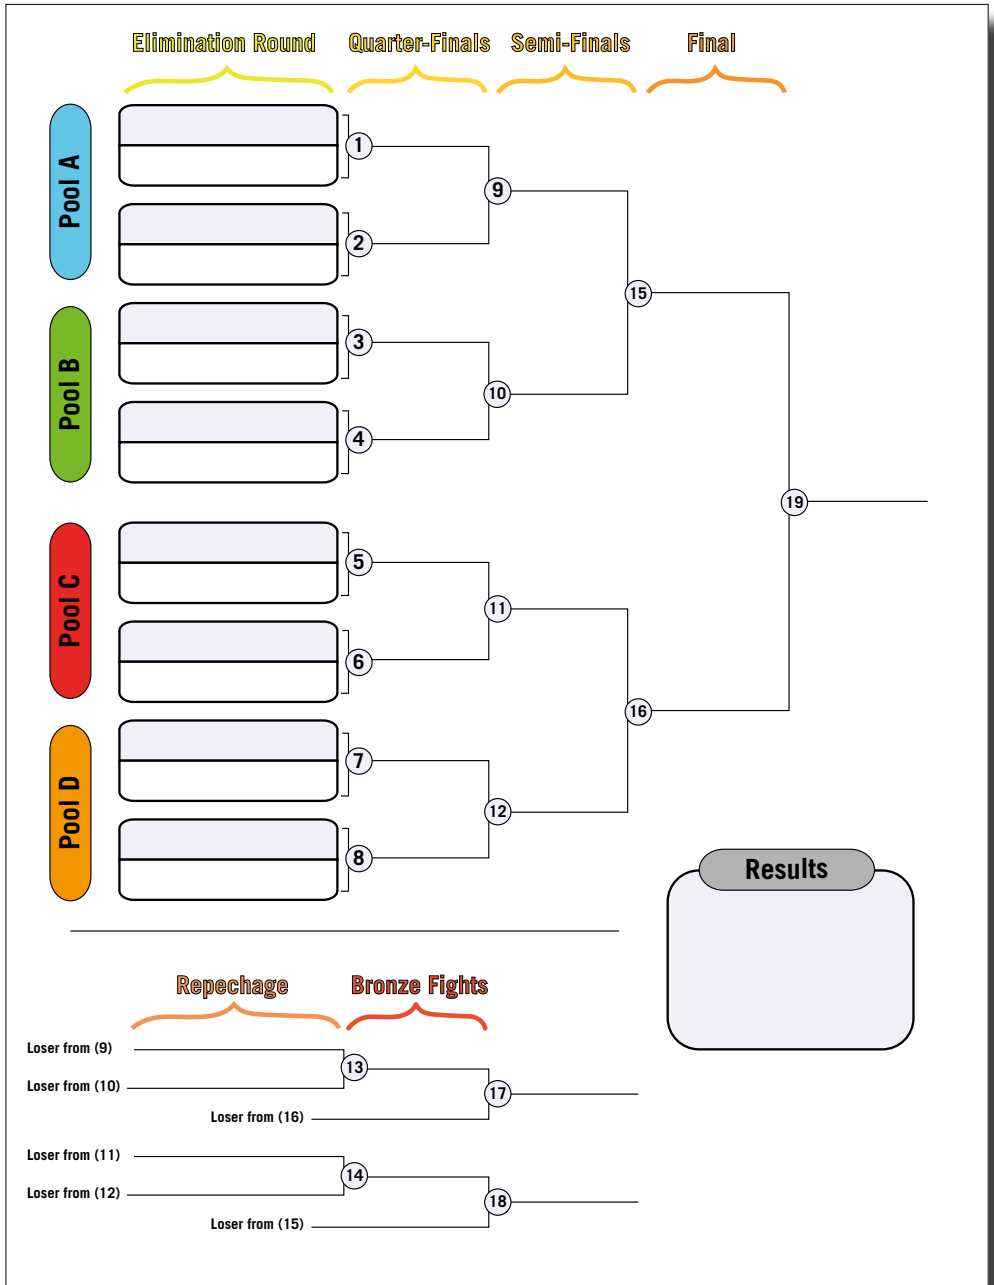 Elimination Round Quarter-Finals Semi-Finals Final
Pool A
1
9
2
15
Pool B
3
10
4
19
Pool C
5
11
6
16
Pool D
7
12
8
Results
Repechage Bronze Fights
Loser from (9)
13
Loser from (10)
17
Loser from (16)
Loser from (11)
14
Loser from (12)
18
Loser from (15)